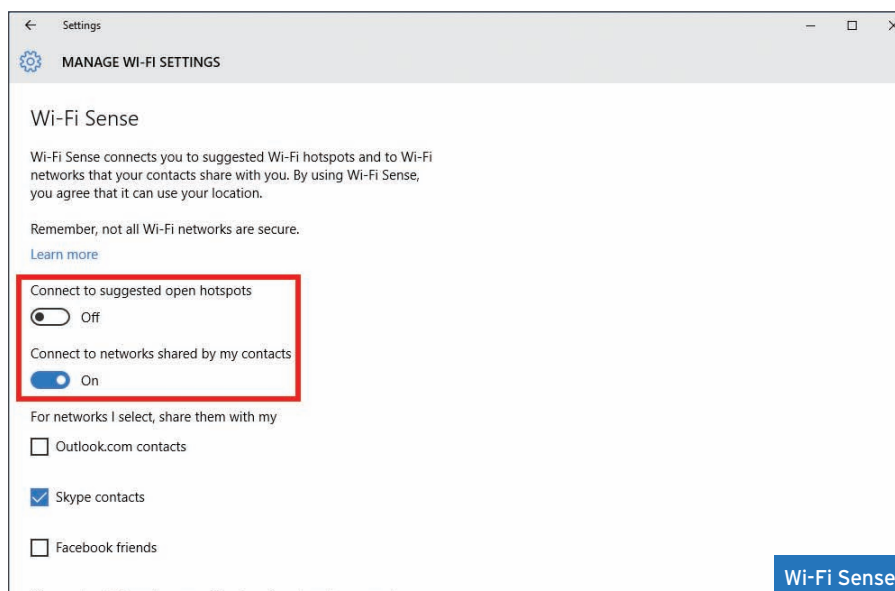 Settings
MANAGE WI-FI SETTINGS
Wi-Fi Sense
Wi-Fi Sense connects you to suggested Wi-Fi hotspots and to Wi-Fi
networks that your contacts share with you. By using Wi-Fi Sense,
you agree that it can use your location.
Remember, not all Wi-Fi networks are secure.
Learn more
Connect to suggested open hotspots
Off
Connect to networks shared by my contacts
On
For networks I select, share them with my
Outlook.com contacts
Skype contacts
Facebook friends
Wi-Fi Sense